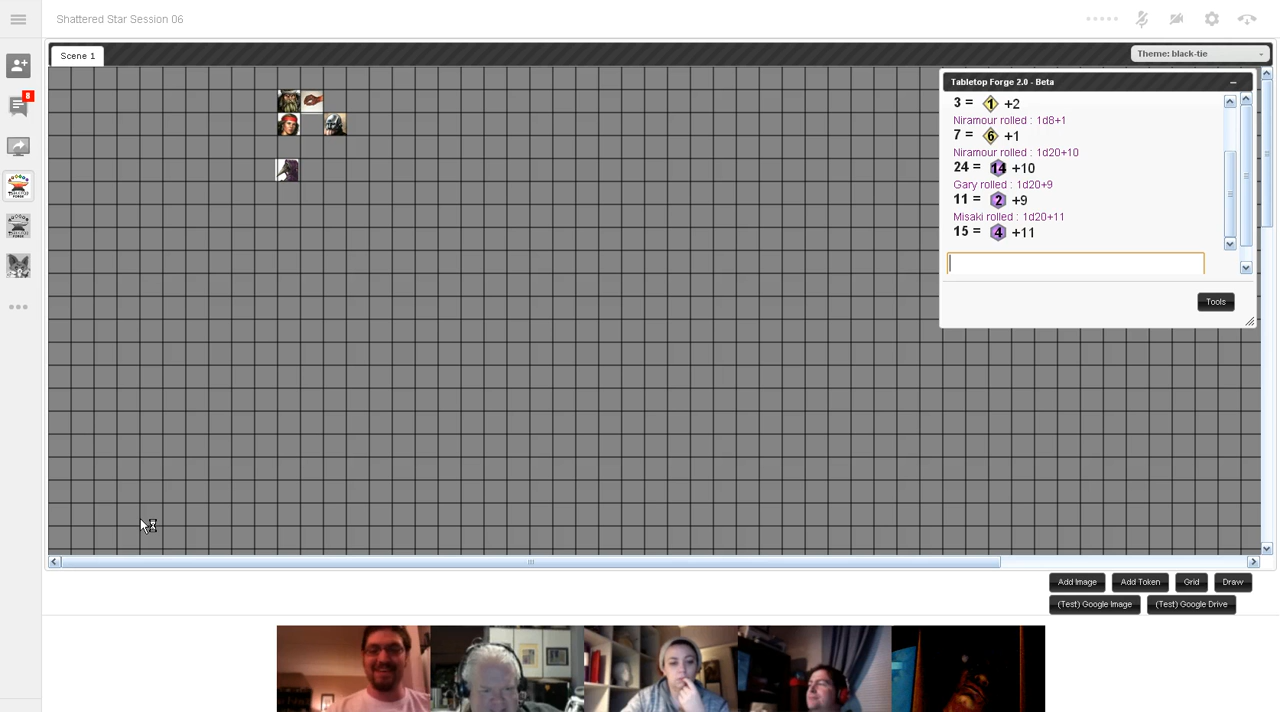 Shattered Star Session 06
Scene 1
Theme: black-tie
8
Tabletop Forge 2.0 - Beta
3 = 1 +2
Niramour rolled : 1d8+1
7 = 6 +1
Niramour rolled : 1d20+10
24 = 14 +10
Gary rolled : 1d20+9
11 = 2 +9
Misaki rolled : 1d20+11
15 = 4 +11
Tools
Add Image Add Token Grid Draw
(Test) Google Image (Test) Google Drive